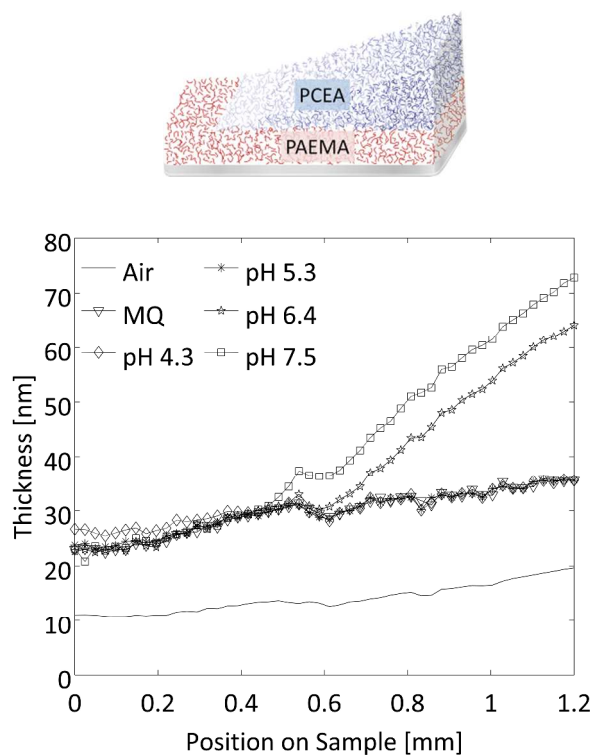 PCEA
PAEMA
80
70
60
50
40
30
20
10
0
Thickness [nm]
Air
MQ
pH 4.3
pH 5.3
pH 6.4
pH 7.5
0 0.2 0.4 0.6 0.8 1 1.2
Position on Sample [mm]